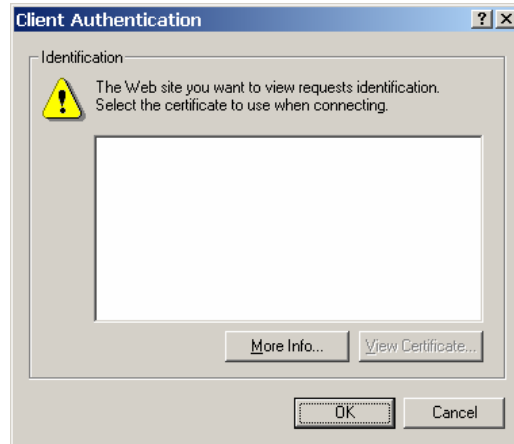 Client Authentication
Identification
The Web site you want to view requests identification.
Select the certificate to use when connecting.
More Info...
View Certificate...
OK
Cancel